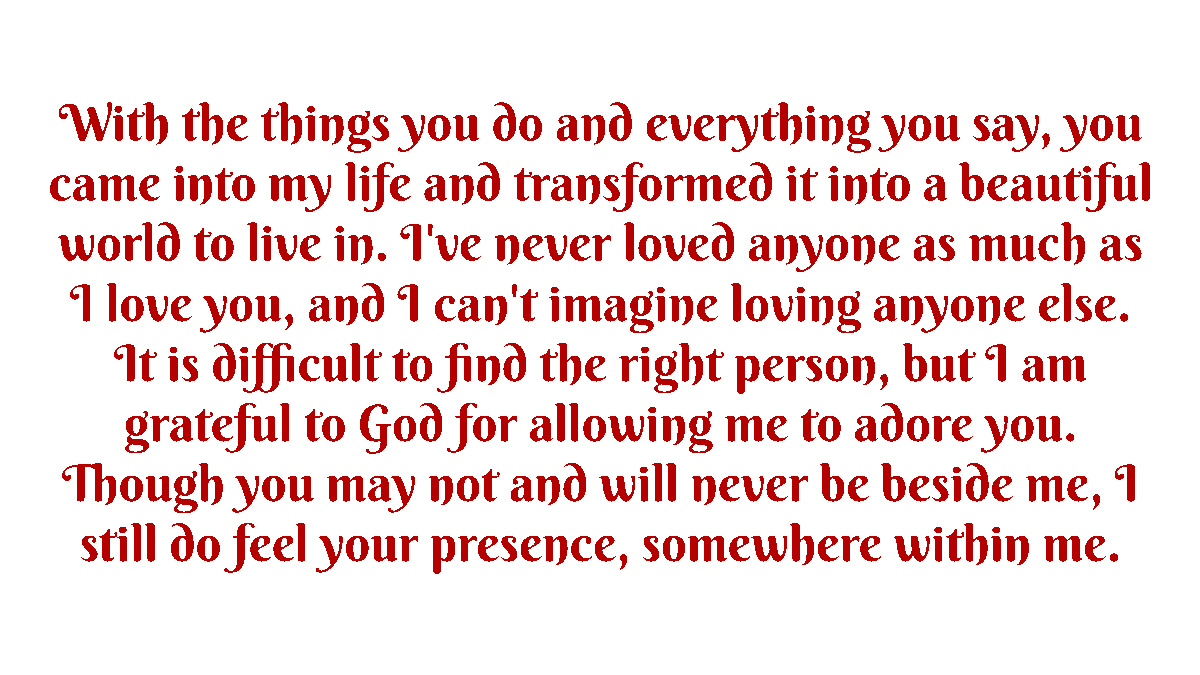 With the things you do and everything you say, you
came into my life and transformed it into a beautiful
world to live in. I've never loved anyone as much as
I love you, and I can't imagine loving anyone else.
It is difficult to find the right person, but I am
grateful to God for allowing me to adore you.
Though you may not and will never be beside me, I
still do feel your presence, somewhere within me.